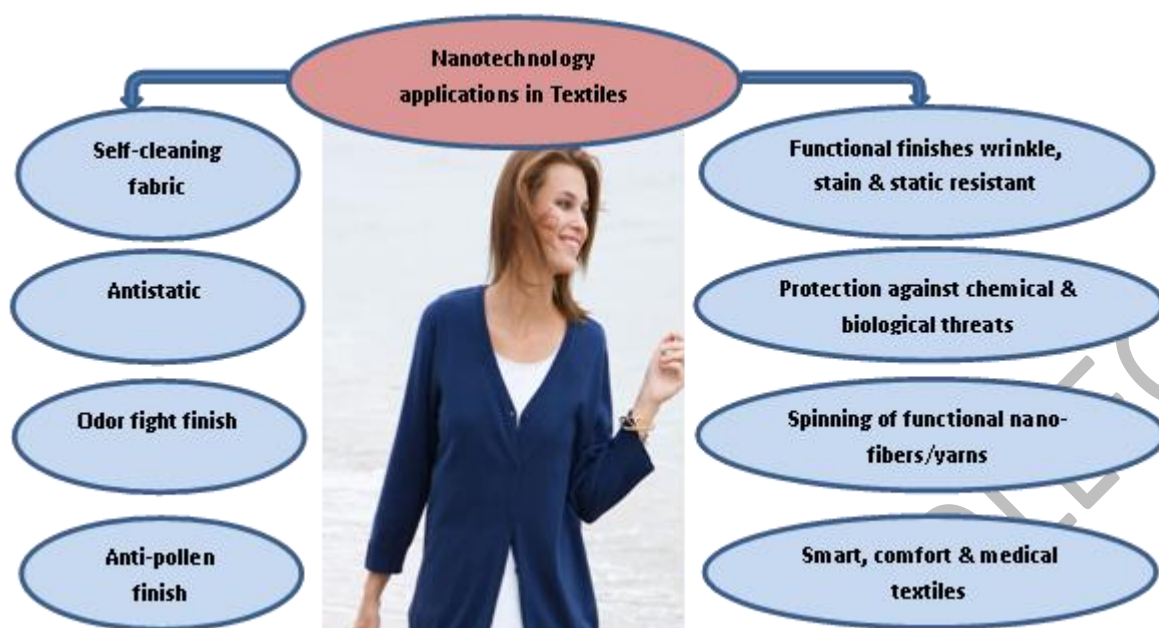 Nanotechnology
applications in Textiles
Self-cleaning
fabric
Antistatic
Odor fight finish
Anti-pollen
finish
Functional finishes wrinkle,
stain & static resistant
Protection against chemical &
biological threats
Spinning of functional nano-
fibers/yarns
Smart, comfort & medical
textiles